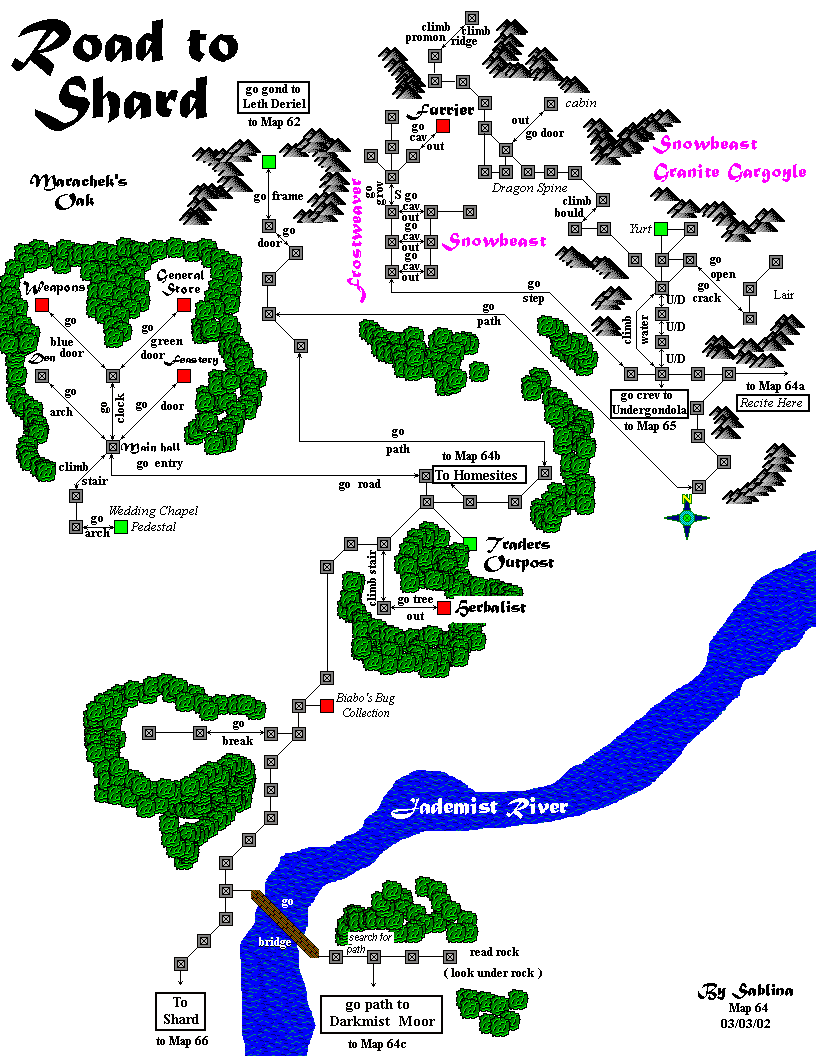 Road to
Shard
go gond to
Leth Deriel
to Map 62
climb
promon
climb
ridge
Furrier
go
cav
out
cabin
out
go door
Dragon Spine
Snowbeast
Granite Gargoyle
Marachek's
Oak
go frame
go
door
Frostweaver
go
grev
S
go
cav
out
go
cav
out
go
cav
out
Snowbeast
climb
bould
Yurt
go
open
go
crack
Lair
U/D
U/D
U/D
climb
water
go
step
go
path
Weapons
General
Store
go
blue
door
go
green
door
Den
Feastery
go
arch
go
clock
go
door
Main hall
go entry
climb
stair
go
arch
Wedding Chapel
Pedestal
go crev to
Undergondola
to Map 65
to Map 64a
Recite Here
go
path
to Map 64b
To Homesites
go road
N
Traders
Outpost
climb stair
go tree
out
Herbalist
Biabo's Bug
Collection
go
break
Jademist River
go
bridge
search for
path
read rock
( look under rock )
To
Shard
to Map 66
go path to
Darkmist Moor
to Map 64c
By Sablina
Map 64
03/03/02